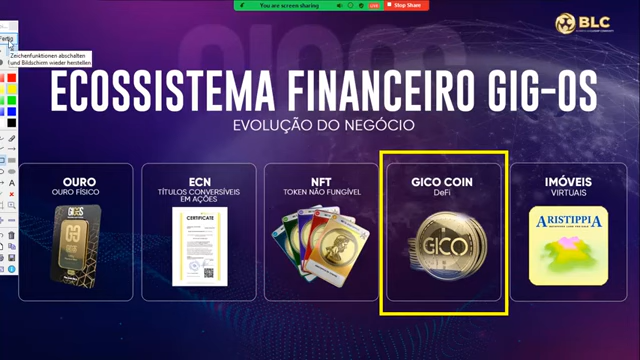 You are screen sharing
LIVE
Stop Share
Fertig
Zeichenfunktionen abschalten
und Bildschirm wieder herstellen
BLC
ECOSSISTEMA FINANCEIRO GIG-OS
EVOLUÇÃO DO NEGÓCIO
OURO
OURO FÍSICO
ECN
TÍTULOS CONVERSÍVEIS
EM AÇÕES
CERTIFICATE
NFT
TOKEN NÃO FUNGÍVEL
GICO COIN
DeFi
GICO
IMÓVEIS
VIRTUAIS
ARISTIPPIA